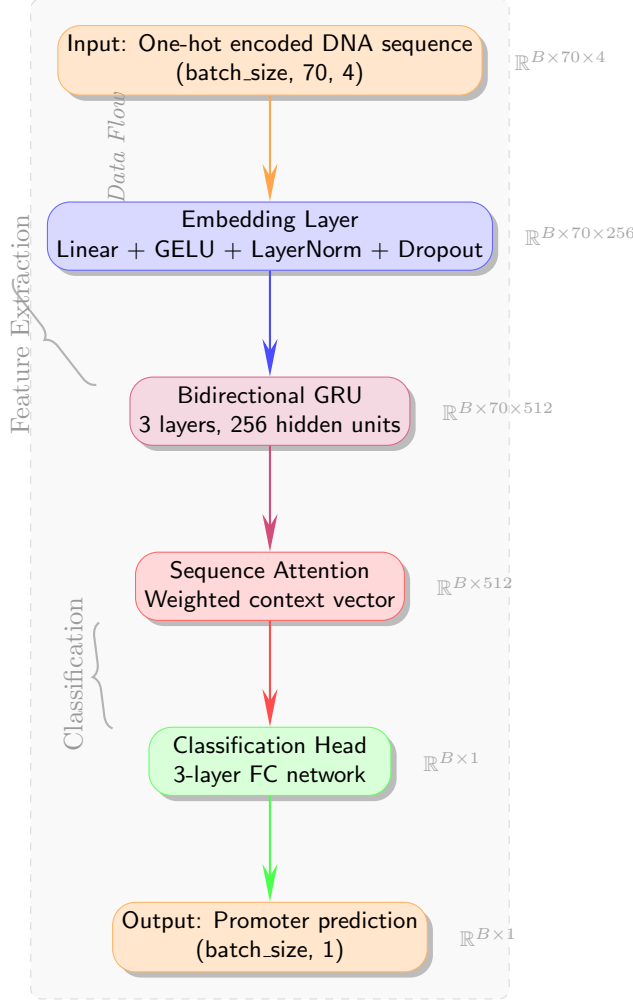 Input: One-hot encoded DNA sequence
(batch_size, 70, 4)
ℝ^{B×70×4}
Data Flow
Embedding Layer
Linear + GELU + LayerNorm + Dropout
ℝ^{B×70×256}
Feature Extraction
Bidirectional GRU
3 layers, 256 hidden units
ℝ^{B×70×512}
Sequence Attention
Weighted context vector
ℝ^{B×512}
Classification
Classification Head
3-layer FC network
ℝ^{B×1}
Output: Promoter prediction
(batch_size, 1)
ℝ^{B×1}